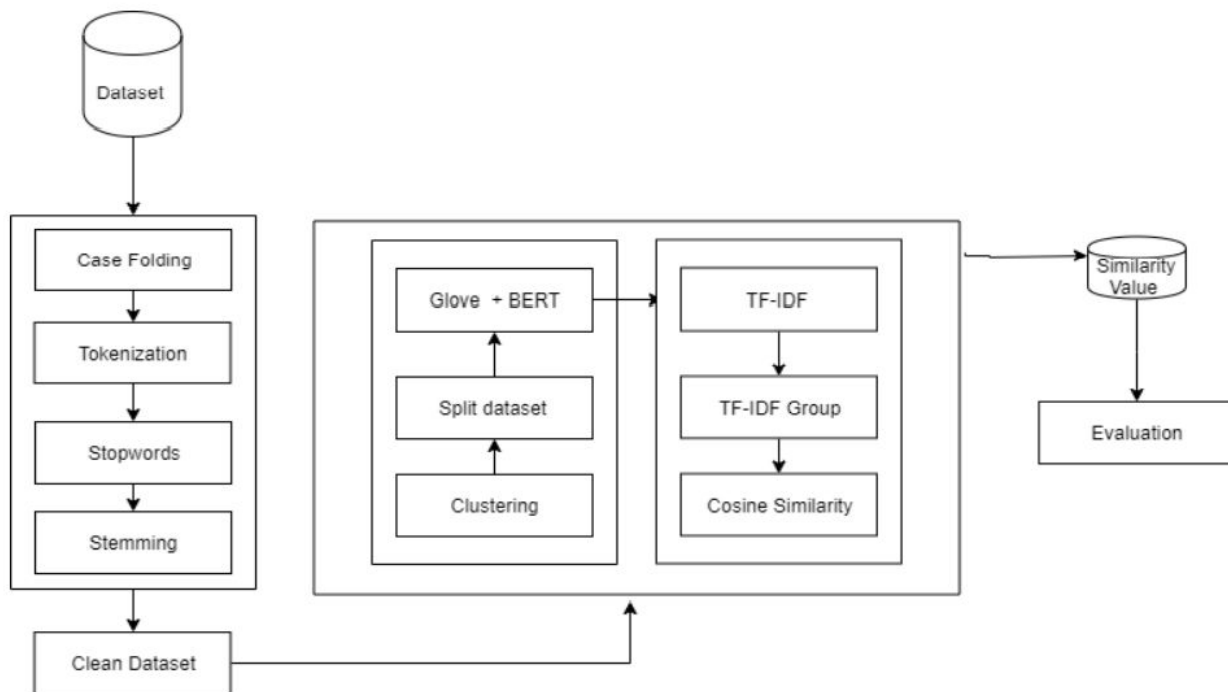 Dataset
Case Folding
Tokenization
Stopwords
Stemming
Clean Dataset
Glove + BERT
Split dataset
Clustering
TF-IDF
TF-IDF Group
Cosine Similarity
Similarity
Value
Evaluation